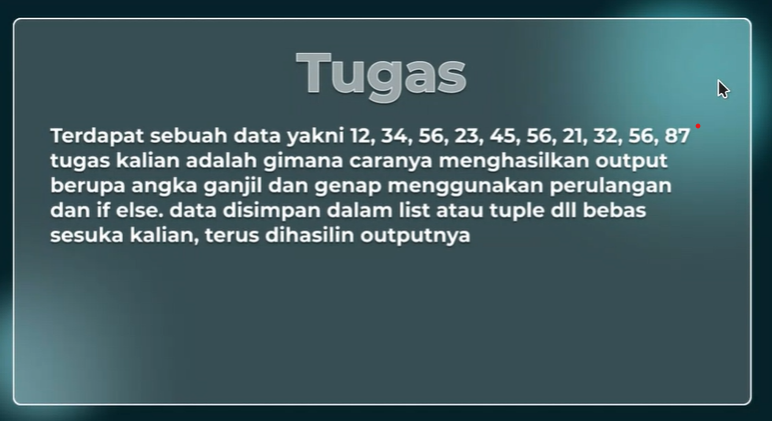 Tugas
Terdapat sebuah data yakni 12, 34, 56, 23, 45, 56, 21, 32, 56, 87
tugas kalian adalah gimana caranya menghasilkan output
berupa angka ganjil dan genap menggunakan perulangan
dan if else. data disimpan dalam list atau tuple dll bebas
sesuka kalian, terus dihasilin outputnya